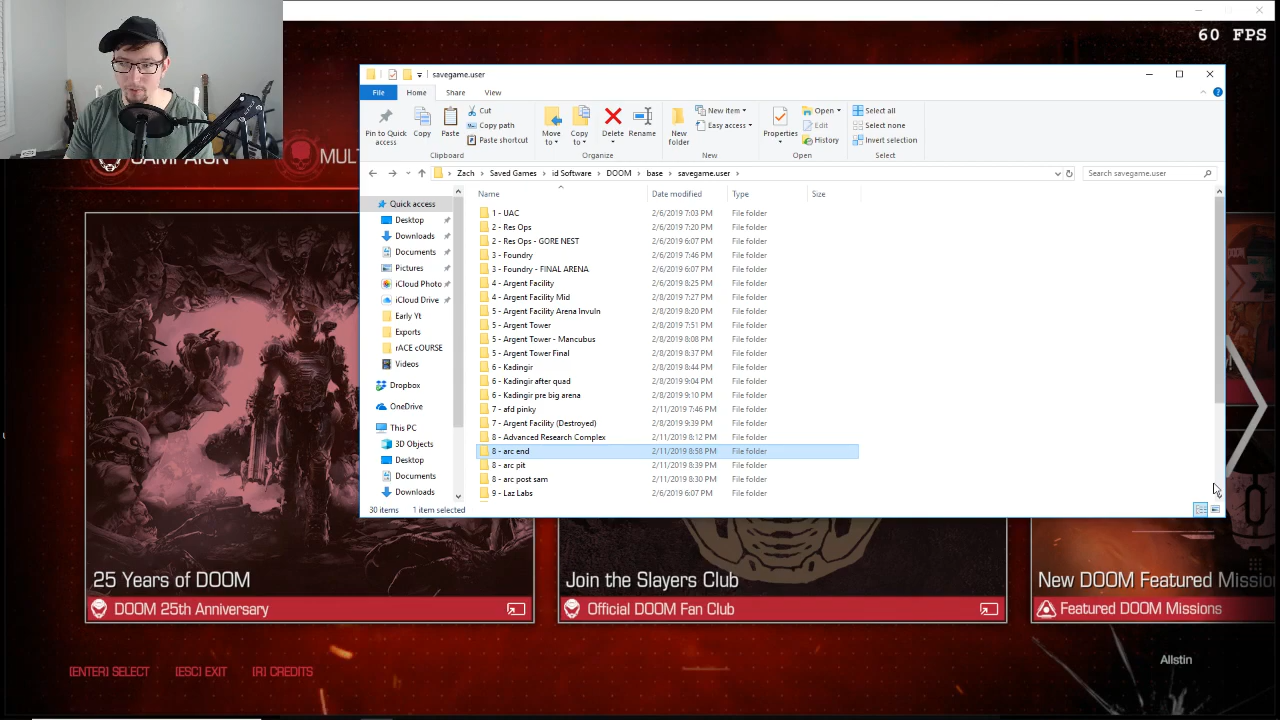 60 FPS
savegame.user
File Home Share View
Pin to Quick access
Copy
Paste
Cut
Copy path
Paste shortcut
Clipboard
Move to
Copy to
Delete
Rename
Organize
New folder
New item
Easy access
New
Properties
Open
Edit
History
Open
Select all
Select none
Invert selection
Select
CAMPAIGN
MULT
Zach > Saved Games > id Software > DOOM > base > savegame.user >
Search savegame.user
Quick access
Desktop
Downloads
Documents
Pictures
iCloud Photo
iCloud Drive
Early Yt
Exports
rACE cOURSE
Videos
Dropbox
OneDrive
This PC
3D Objects
Desktop
Documents
Downloads
Name Date modified Type Size
1 - UAC 2/6/2019 7:03 PM File folder
2 - Res Ops 2/6/2019 7:20 PM File folder
2 - Res Ops - GORE NEST 2/6/2019 6:07 PM File folder
3 - Foundry 2/6/2019 7:46 PM File folder
3 - Foundry - FINAL ARENA 2/6/2019 6:07 PM File folder
4 - Argent Facility 2/6/2019 8:25 PM File folder
4 - Argent Facility Mid 2/8/2019 7:27 PM File folder
5 - Argent Facility Arena Invuln 2/8/2019 8:20 PM File folder
5 - Argent Tower 2/8/2019 7:51 PM File folder
5 - Argent Tower - Mancubus 2/8/2019 8:08 PM File folder
5 - Argent Tower Final 2/8/2019 8:37 PM File folder
6 - Kadingir 2/8/2019 8:44 PM File folder
6 - Kadingir after quad 2/8/2019 9:04 PM File folder
6 - Kadingir pre big arena 2/8/2019 9:10 PM File folder
7 - afd pinky 2/11/2019 7:46 PM File folder
7 - Argent Facility (Destroyed) 2/8/2019 9:39 PM File folder
8 - Advanced Research Complex 2/11/2019 8:12 PM File folder
8 - arc end 2/11/2019 8:58 PM File folder
8 - arc pit 2/11/2019 8:39 PM File folder
8 - arc post sam 2/11/2019 8:30 PM File folder
9 - Laz Labs 2/6/2019 6:07 PM File folder
30 items 1 item selected
25 Years of DOOM
DOOM 25th Anniversary
Join the Slayers Club
Official DOOM Fan Club
New DOOM Featured Missio
Featured DOOM Missions
[ENTER] SELECT [ESC] EXIT [R] CREDITS
Allstin